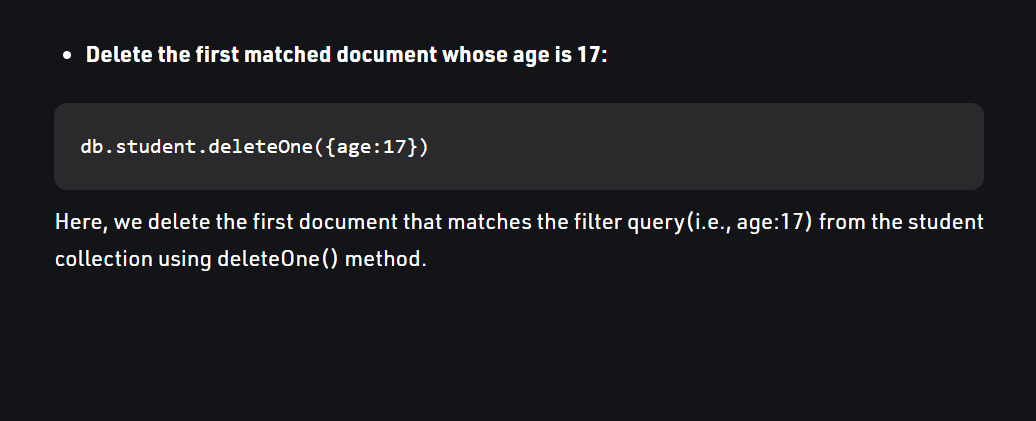 • Delete the first matched document whose age is 17:
db.student.deleteOne({age:17})
Here, we delete the first document that matches the filter query(i.e., age:17) from the student
collection using deleteOne() method.